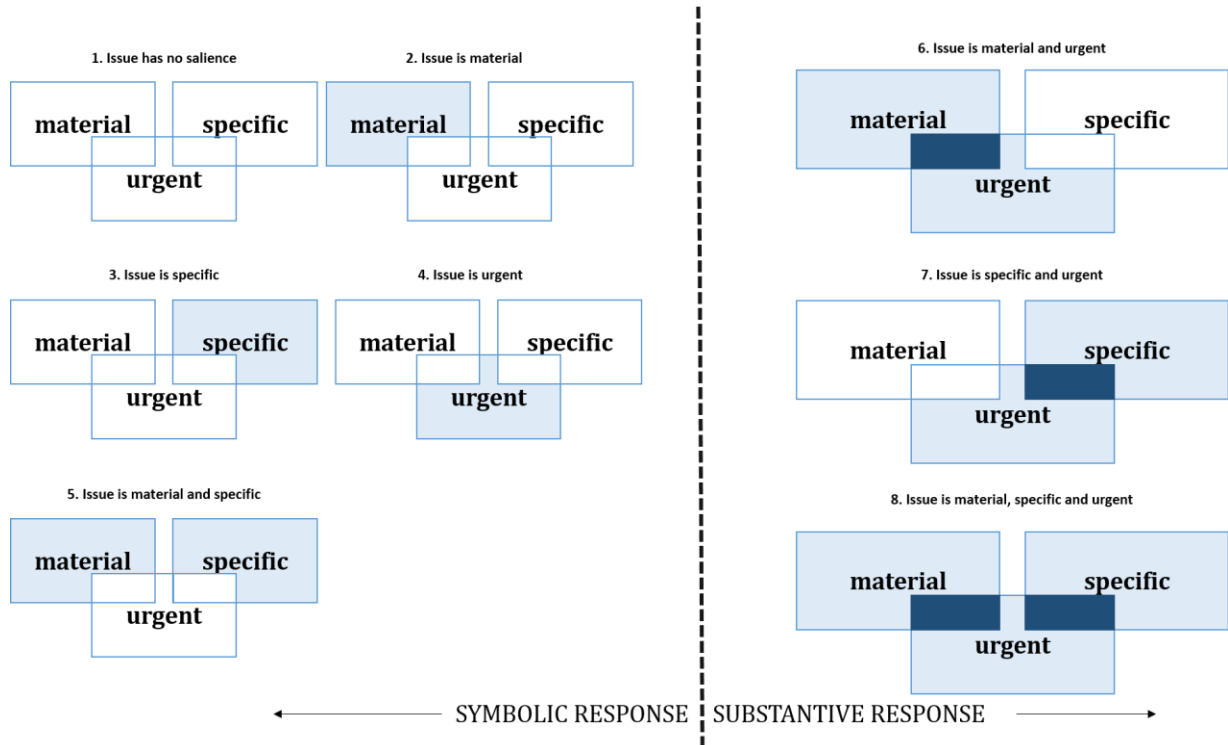 1. Issue has no salience
material
specific
urgent
2. Issue is material
material
specific
urgent
3. Issue is specific
material
specific
urgent
4. Issue is urgent
material
specific
urgent
5. Issue is material and specific
material
specific
urgent
6. Issue is material and urgent
material
specific
urgent
7. Issue is specific and urgent
material
specific
urgent
8. Issue is material, specific and urgent
material
specific
urgent
SYMBOLIC RESPONSE
SUBSTANTIVE RESPONSE